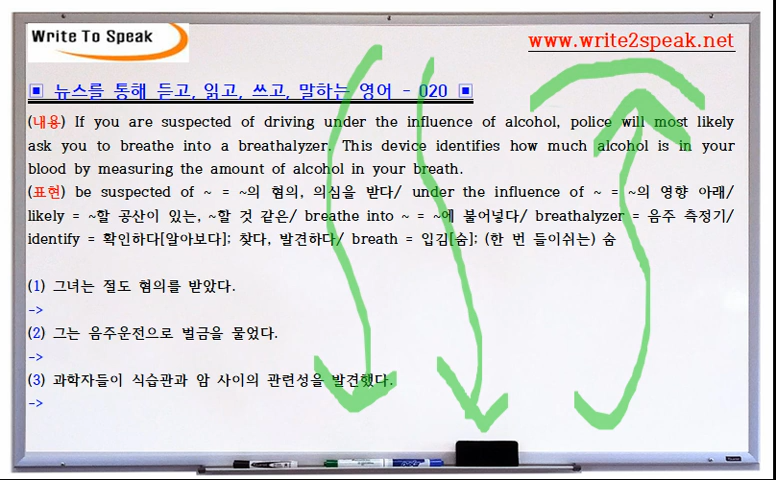 Write To Speak
www.write2speak.net
▣ 뉴스를 통해 듣고, 읽고, 쓰고, 말하는 영어 - 020 ▣
(내용) If you are suspected of driving under the influence of alcohol, police will most likely
ask you to breathe into a breathalyzer. This device identifies how much alcohol is in your
blood by measuring the amount of alcohol in your breath.
(표현) be suspected of ~ = ~의 혐의, 의심을 받다/ under the influence of ~ = ~의 영향 아래/
likely = ~할 공산이 있는, ~할 것 같은/ breathe into ~ = ~에 불어넣다/ breathalyzer = 음주 측정기/
identify = 확인하다[알아보다]; 찾다, 발견하다/ breath = 입김[숨]; (한 번 들이쉬는) 숨
(1) 그녀는 절도 혐의를 받았다.
->
(2) 그는 음주운전으로 벌금을 물었다.
->
(3) 과학자들이 식습관과 암 사이의 관련성을 발견했다.
->